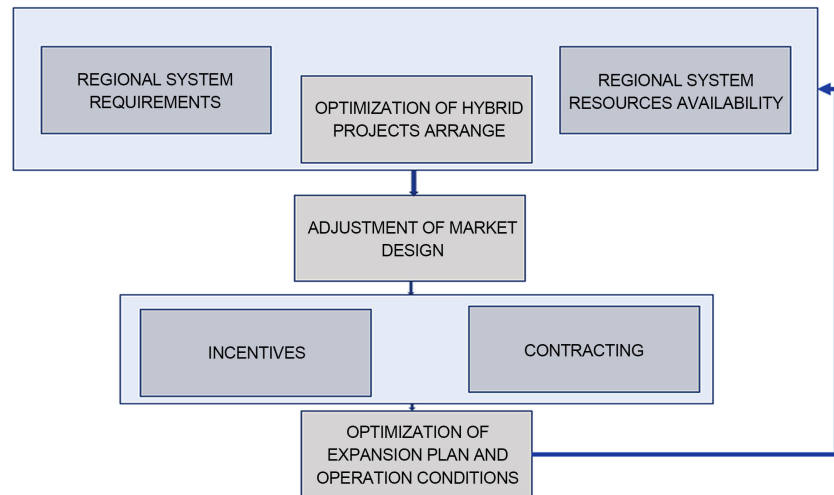 REGIONAL SYSTEM
REQUIREMENTS
OPTIMIZATION OF HYBRID
PROJECTS ARRANGE
REGIONAL SYSTEM
RESOURCES AVAILABILITY
ADJUSTMENT OF MARKET
DESIGN
INCENTIVES
CONTRACTING
OPTIMIZATION OF
EXPANSION PLAN AND
OPERATION CONDITIONS